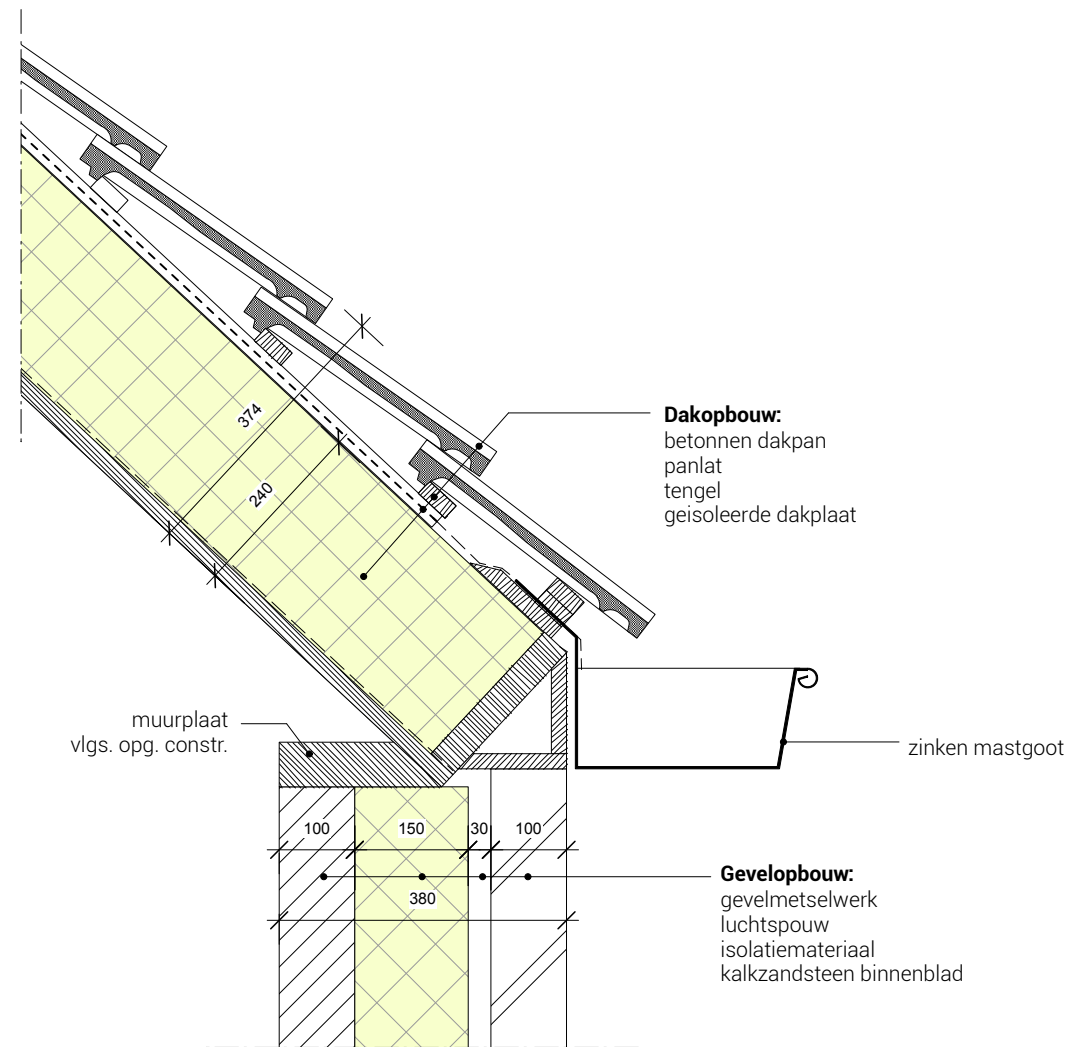 374
240
Dakopbouw:
betonnen dakpan
panlat
tengel
geisoleerde dakplaat
muurplaat
vlgs. opg. constr.
zinken mastgoot
100 150 30 100
380
Gevelopbouw:
gevelmetselwerk
luchtspouw
isolatiemateriaal
kalkzandsteen binnenblad